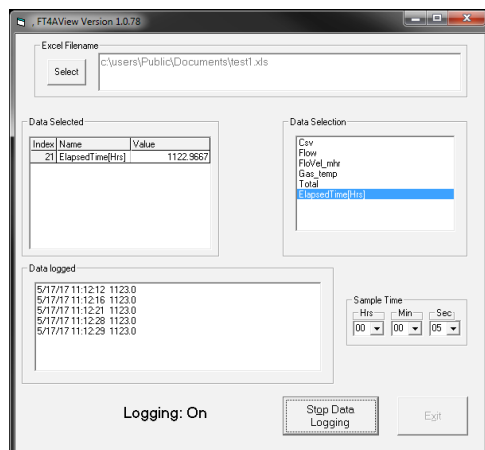 , FT4AView Version 1.0.78
Excel Filename
Select
c:\users\Public\Documents\test1.xls
Data Selected
Index Name Value
21 ElapsedTime[Hrs] 1122.9667
Data Selection
Csv
Flow
FloVel_mhr
Gas_temp
Total
ElapsedTime[Hrs]
Data logged
5/17/17 11:12:12 1123.0
5/17/17 11:12:16 1123.0
5/17/17 11:12:21 1123.0
5/17/17 11:12:28 1123.0
5/17/17 11:12:29 1123.0
Sample Time
Hrs Min Sec
00 00 05
Logging: On
Stop Data
Logging
Exit